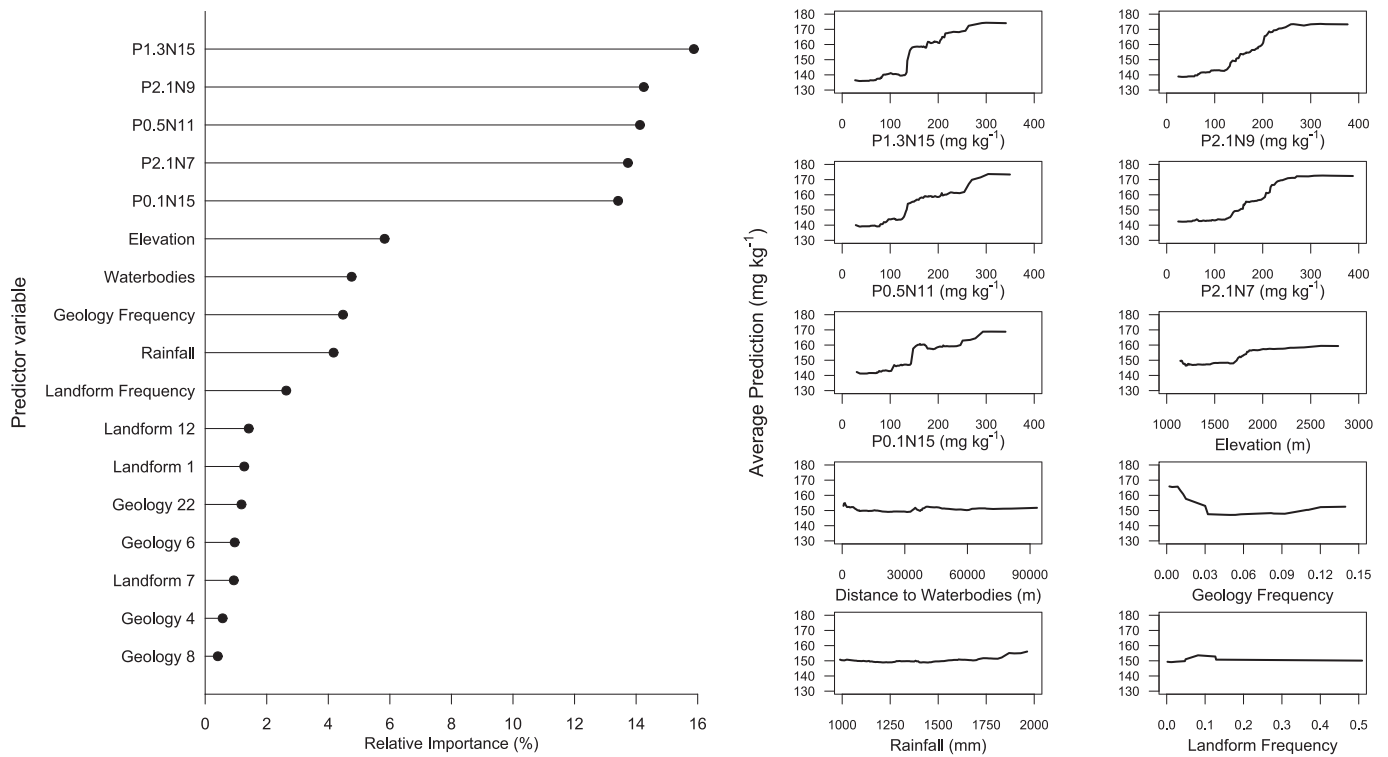 Predictor variable
P1.3N15
P2.1N9
P0.5N11
P2.1N7
P0.1N15
Elevation
Waterbodies
Geology Frequency
Rainfall
Landform Frequency
Landform 12
Landform 1
Geology 22
Geology 6
Landform 7
Geology 4
Geology 8
0 2 4 6 8 10 12 14 16
Relative Importance (%)
Average Prediction (mg kg⁻¹)
180
170
160
150
140
130
0 100 200 300 400
P1.3N15 (mg kg⁻¹)
180
170
160
150
140
130
0 100 200 300 400
P2.1N9 (mg kg⁻¹)
180
170
160
150
140
130
0 100 200 300 400
P0.5N11 (mg kg⁻¹)
180
170
160
150
140
130
0 100 200 300 400
P2.1N7 (mg kg⁻¹)
180
170
160
150
140
130
0 100 200 300 400
P0.1N15 (mg kg⁻¹)
180
170
160
150
140
130
1000 1500 2000 2500 3000
Elevation (m)
180
170
160
150
140
130
0 30000 60000 90000
Distance to Waterbodies (m)
180
170
160
150
140
130
0.00 0.03 0.06 0.09 0.12 0.15
Geology Frequency
180
170
160
150
140
130
1000 1250 1500 1750 2000
Rainfall (mm)
180
170
160
150
140
130
0.0 0.1 0.2 0.3 0.4 0.5
Landform Frequency